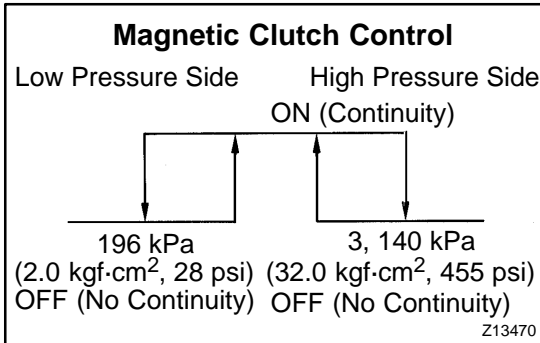 Magnetic Clutch Control
Low Pressure Side High Pressure Side
ON (Continuity)
196 kPa 3, 140 kPa
(2.0 kgf·cm², 28 psi) (32.0 kgf·cm², 455 psi)
OFF (No Continuity) OFF (No Continuity)
Z13470